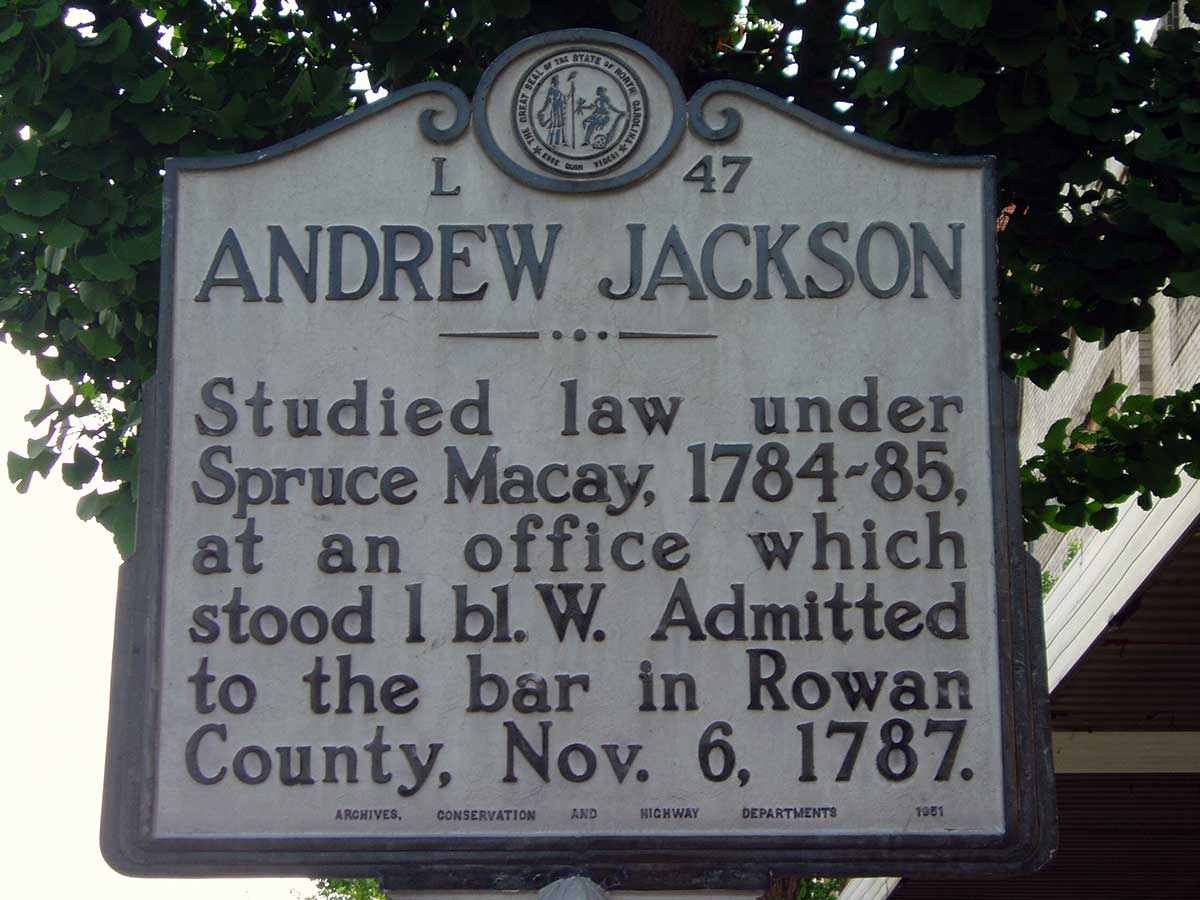 THE GREAT SEAL OF THE STATE OF NORTH CAROLINA
ESSE QUAM VIDERI
L 47
ANDREW JACKSON
Studied law under
Spruce Macay, 1784-85,
at an office which
stood 1 bl. W. Admitted
to the bar in Rowan
County, Nov. 6, 1787.
ARCHIVES, CONSERVATION AND HIGHWAY DEPARTMENTS 1951